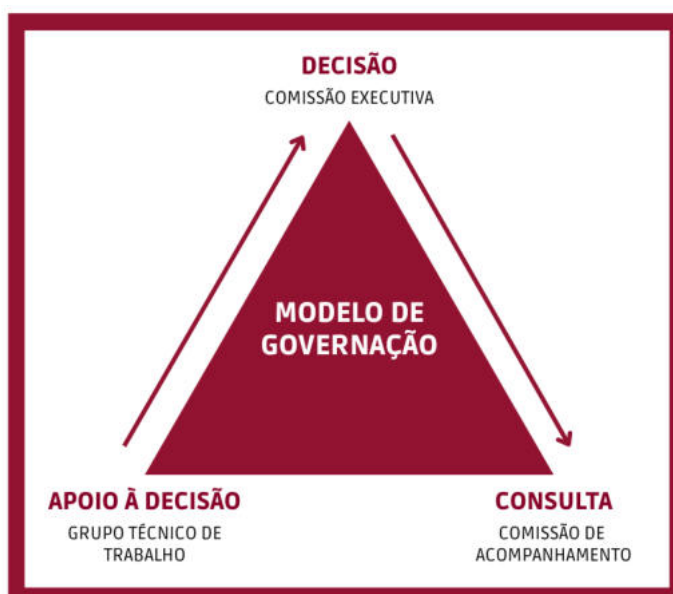 DECISÃO
COMISSÃO EXECUTIVA
MODELO DE
GOVERNAÇÃO
APOIO À DECISÃO
GRUPO TÉCNICO DE
TRABALHO
CONSULTA
COMISSÃO DE
ACOMPANHAMENTO